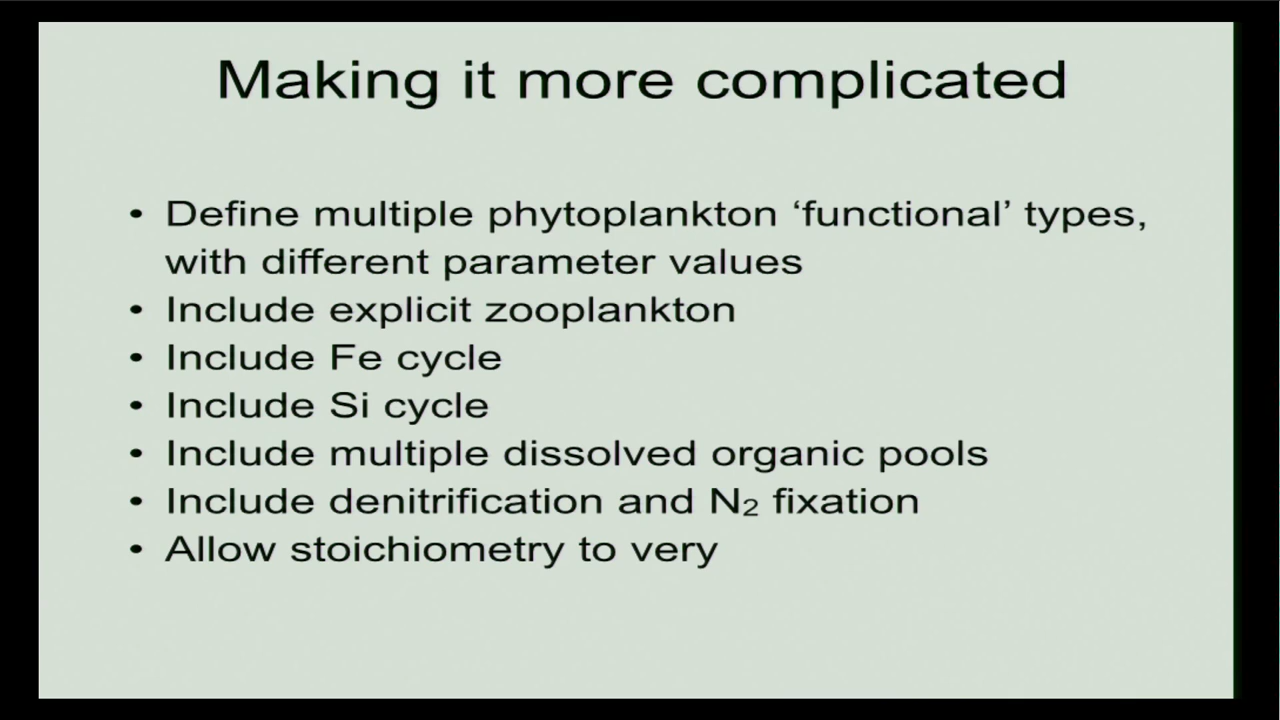 Making it more complicated
• Define multiple phytoplankton ‘functional’ types,
with different parameter values
• Include explicit zooplankton
• Include Fe cycle
• Include Si cycle
• Include multiple dissolved organic pools
• Include denitrification and N₂ fixation
• Allow stoichiometry to very